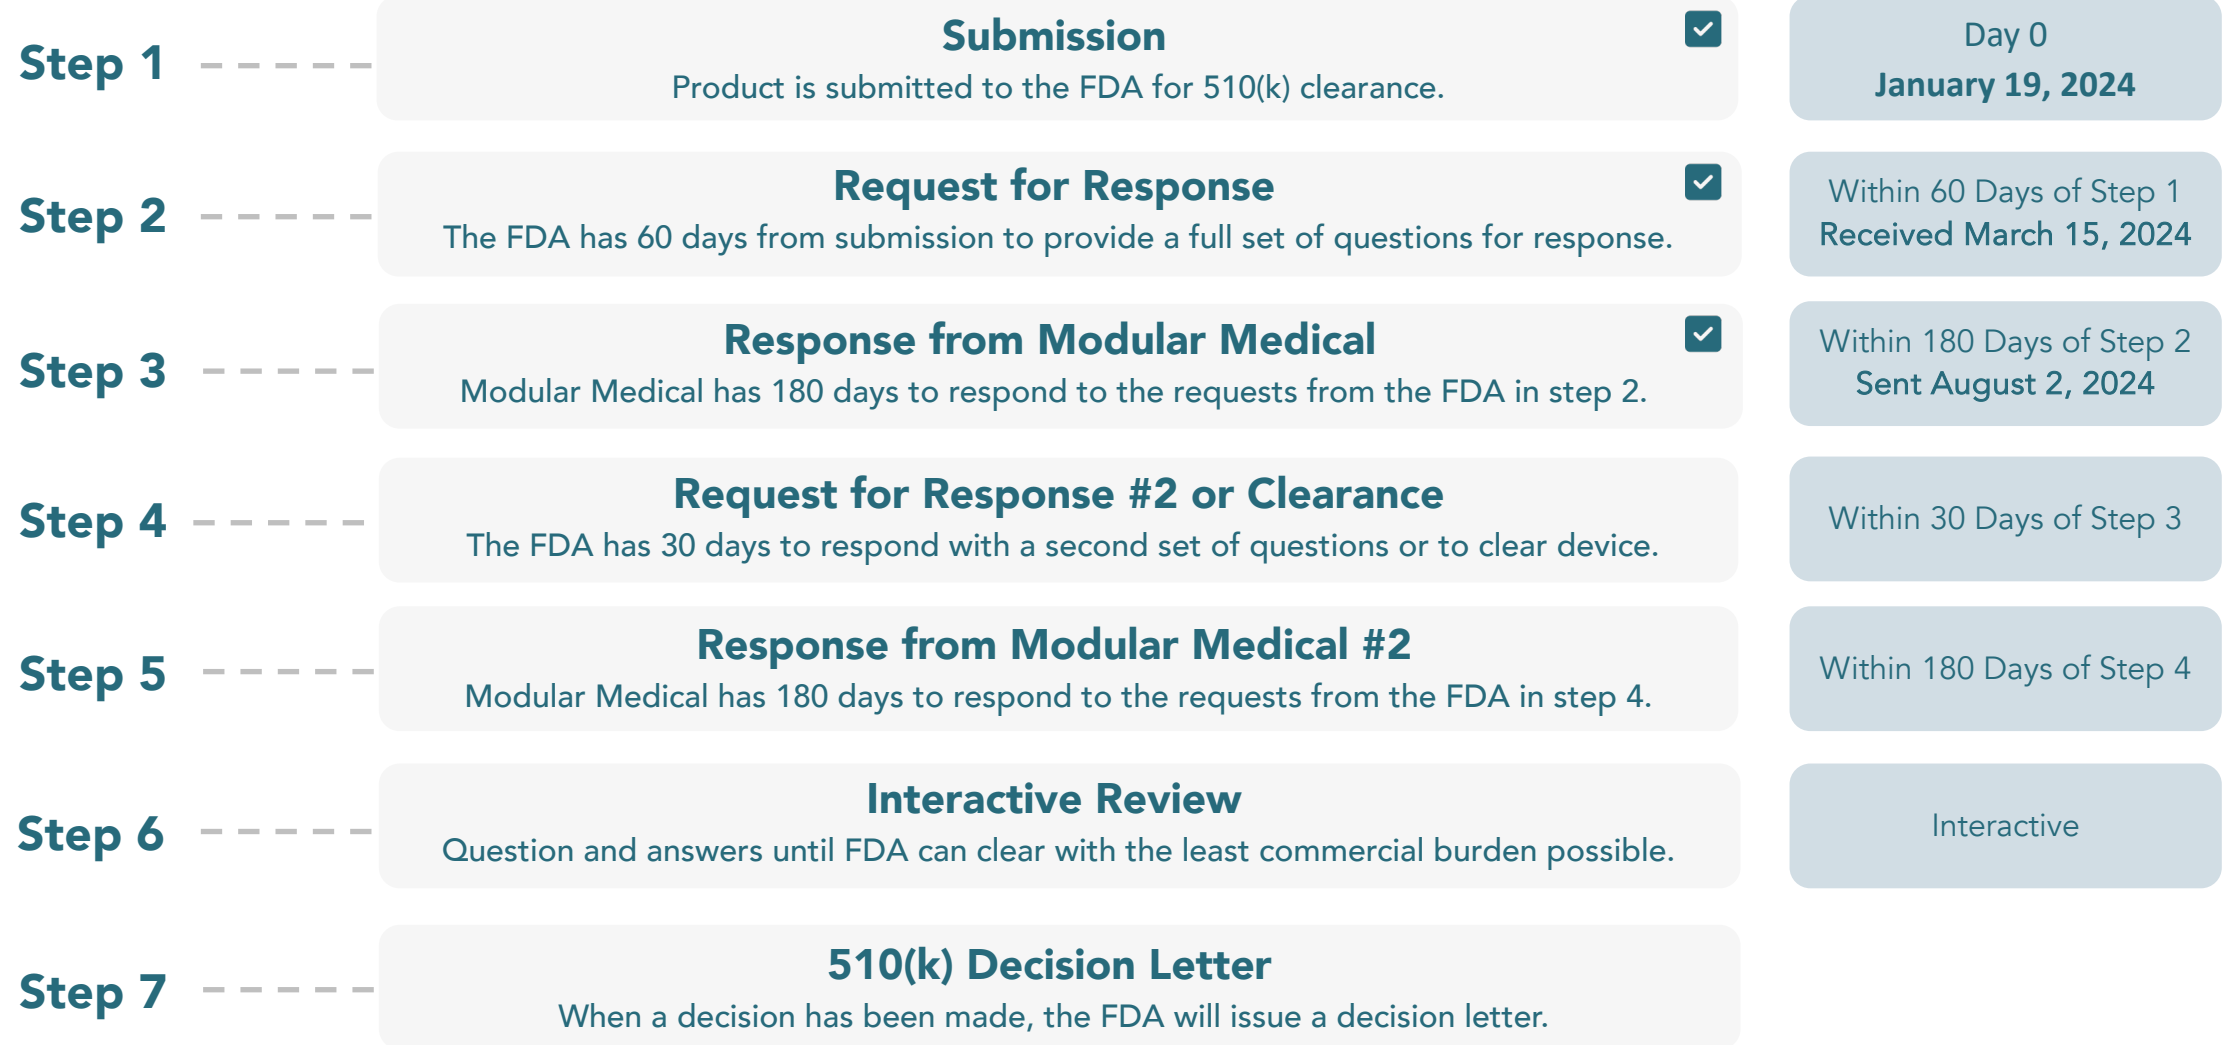 Step 1
Submission
Product is submitted to the FDA for 510(k) clearance.
Day 0
January 19, 2024
Step 2
Request for Response
The FDA has 60 days from submission to provide a full set of questions for response.
Within 60 Days of Step 1
Received March 15, 2024
Step 3
Response from Modular Medical
Modular Medical has 180 days to respond to the requests from the FDA in step 2.
Within 180 Days of Step 2
Sent August 2, 2024
Step 4
Request for Response #2 or Clearance
The FDA has 30 days to respond with a second set of questions or to clear device.
Within 30 Days of Step 3
Step 5
Response from Modular Medical #2
Modular Medical has 180 days to respond to the requests from the FDA in step 4.
Within 180 Days of Step 4
Step 6
Interactive Review
Question and answers until FDA can clear with the least commercial burden possible.
Interactive
Step 7
510(k) Decision Letter
When a decision has been made, the FDA will issue a decision letter.